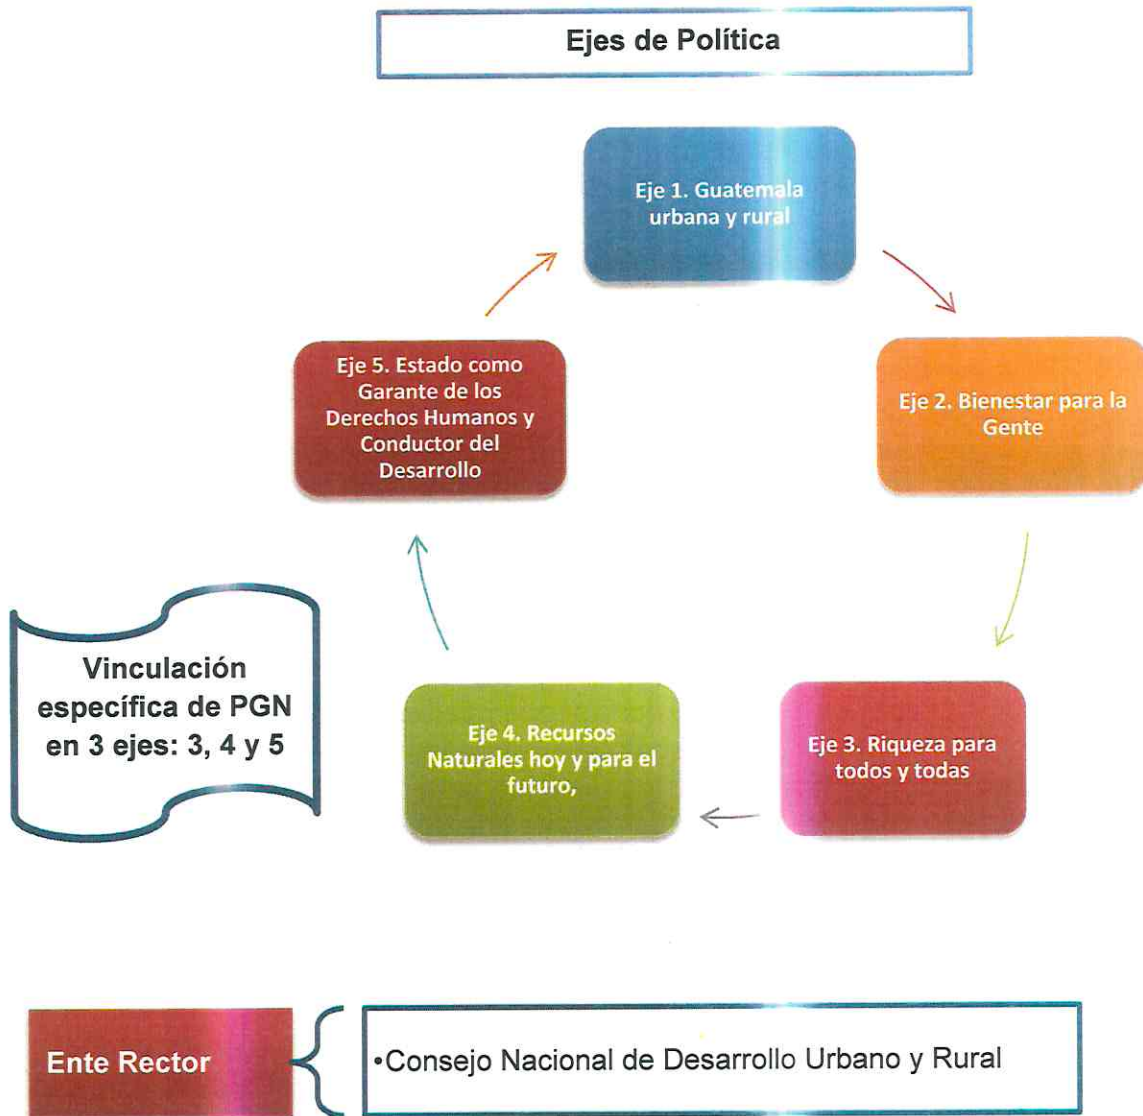 Ejes de Política
Eje 1. Guatemala
urbana y rural
Eje 2. Bienestar para la
Gente
Eje 3. Riqueza para
todos y todas
Eje 4. Recursos
Naturales hoy y para el
futuro,
Eje 5. Estado como
Garante de los
Derechos Humanos y
Conductor del
Desarrollo
Vinculación
específica de PGN
en 3 ejes: 3, 4 y 5
Ente Rector
•Consejo Nacional de Desarrollo Urbano y Rural